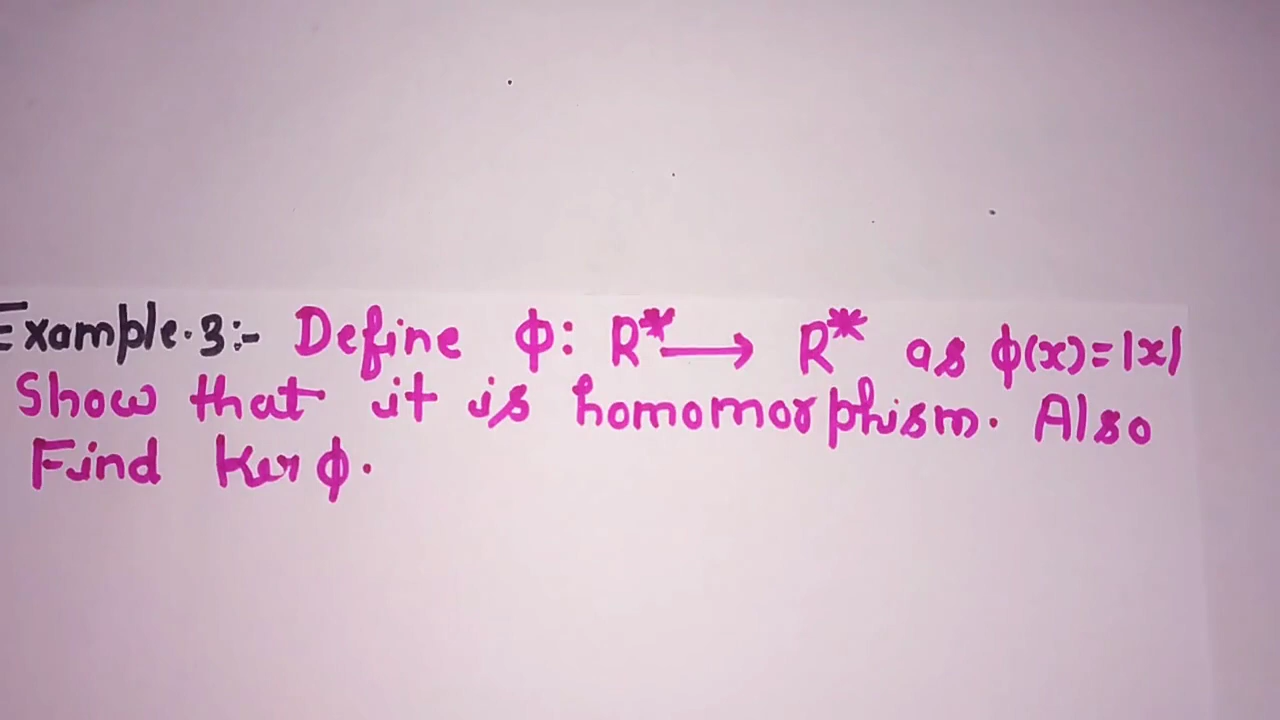 Example.3:- Define ϕ: R* → R* as ϕ(x)=|x|
Show that it is homomorphism. Also
Find Ker ϕ.